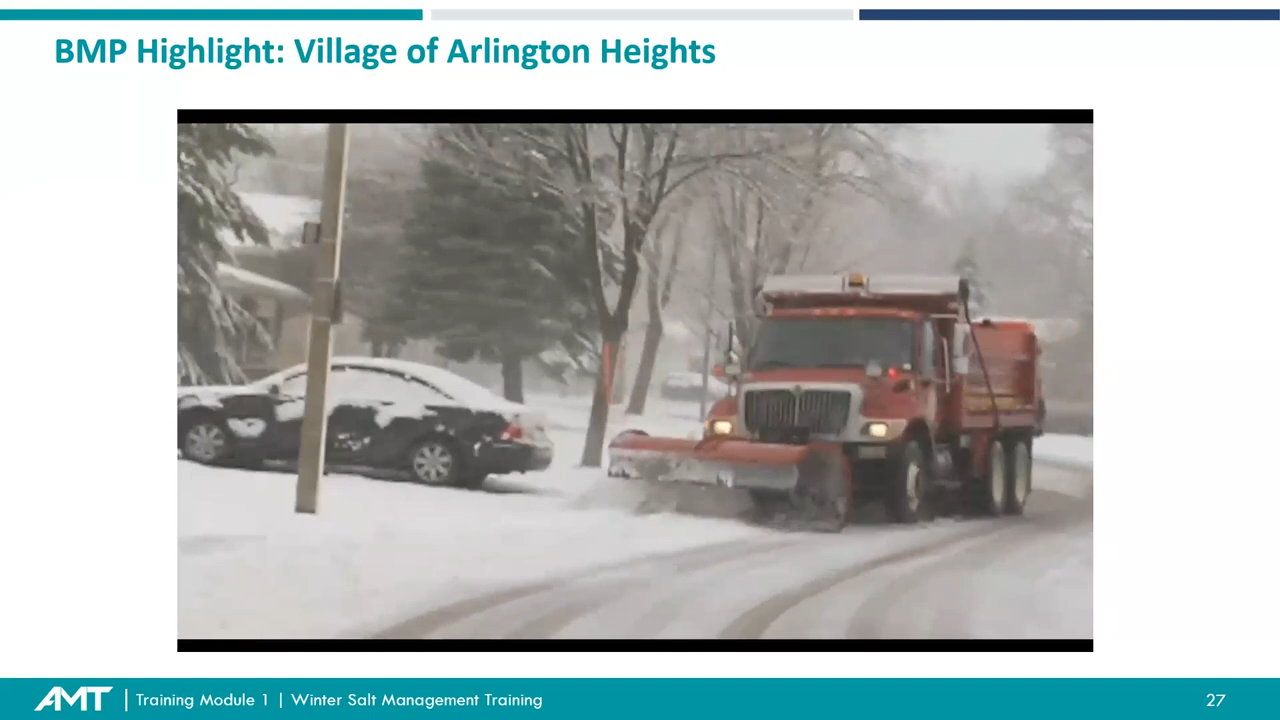 BMP Highlight: Village of Arlington Heights
AMT | Training Module 1 | Winter Salt Management Training
27